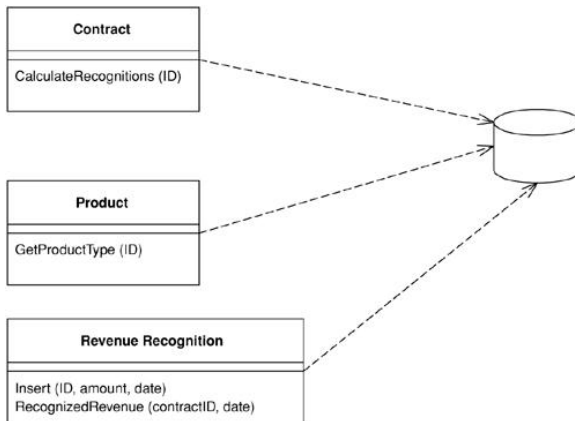 Contract
CalculateRecognitions (ID)
Product
GetProductType (ID)
Revenue Recognition
Insert (ID, amount, date)
RecognizedRevenue (contractID, date)